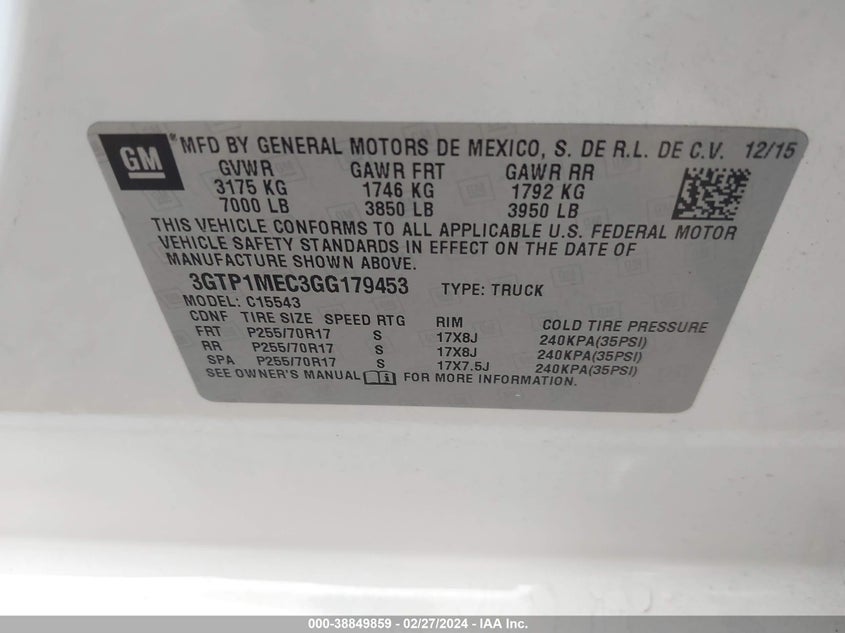 GM ® MFD BY GENERAL MOTORS DE MEXICO, S. DE R.L. DE C.V. 12/15
GVWR GAWR FRT GAWR RR
3175 KG 1746 KG 1792 KG
7000 LB 3850 LB 3950 LB
THIS VEHICLE CONFORMS TO ALL APPLICABLE U.S. FEDERAL MOTOR
VEHICLE SAFETY STANDARDS IN EFFECT ON THE DATE OF
MANUFACTURE SHOWN ABOVE.
3GTP1MEC3GG179453 TYPE: TRUCK
MODEL: C15543
CONF TIRE SIZE SPEED RTG RIM COLD TIRE PRESSURE
FRT P255/70R17 S 17X8J 240KPA(35PSI)
RR P255/70R17 S 17X8J 240KPA(35PSI)
SPA P255/70R17 S 17X7.5J 240KPA(35PSI)
SEE OWNER'S MANUAL FOR MORE INFORMATION.
000-38849859 - 02/27/2024 - IAAI Inc.